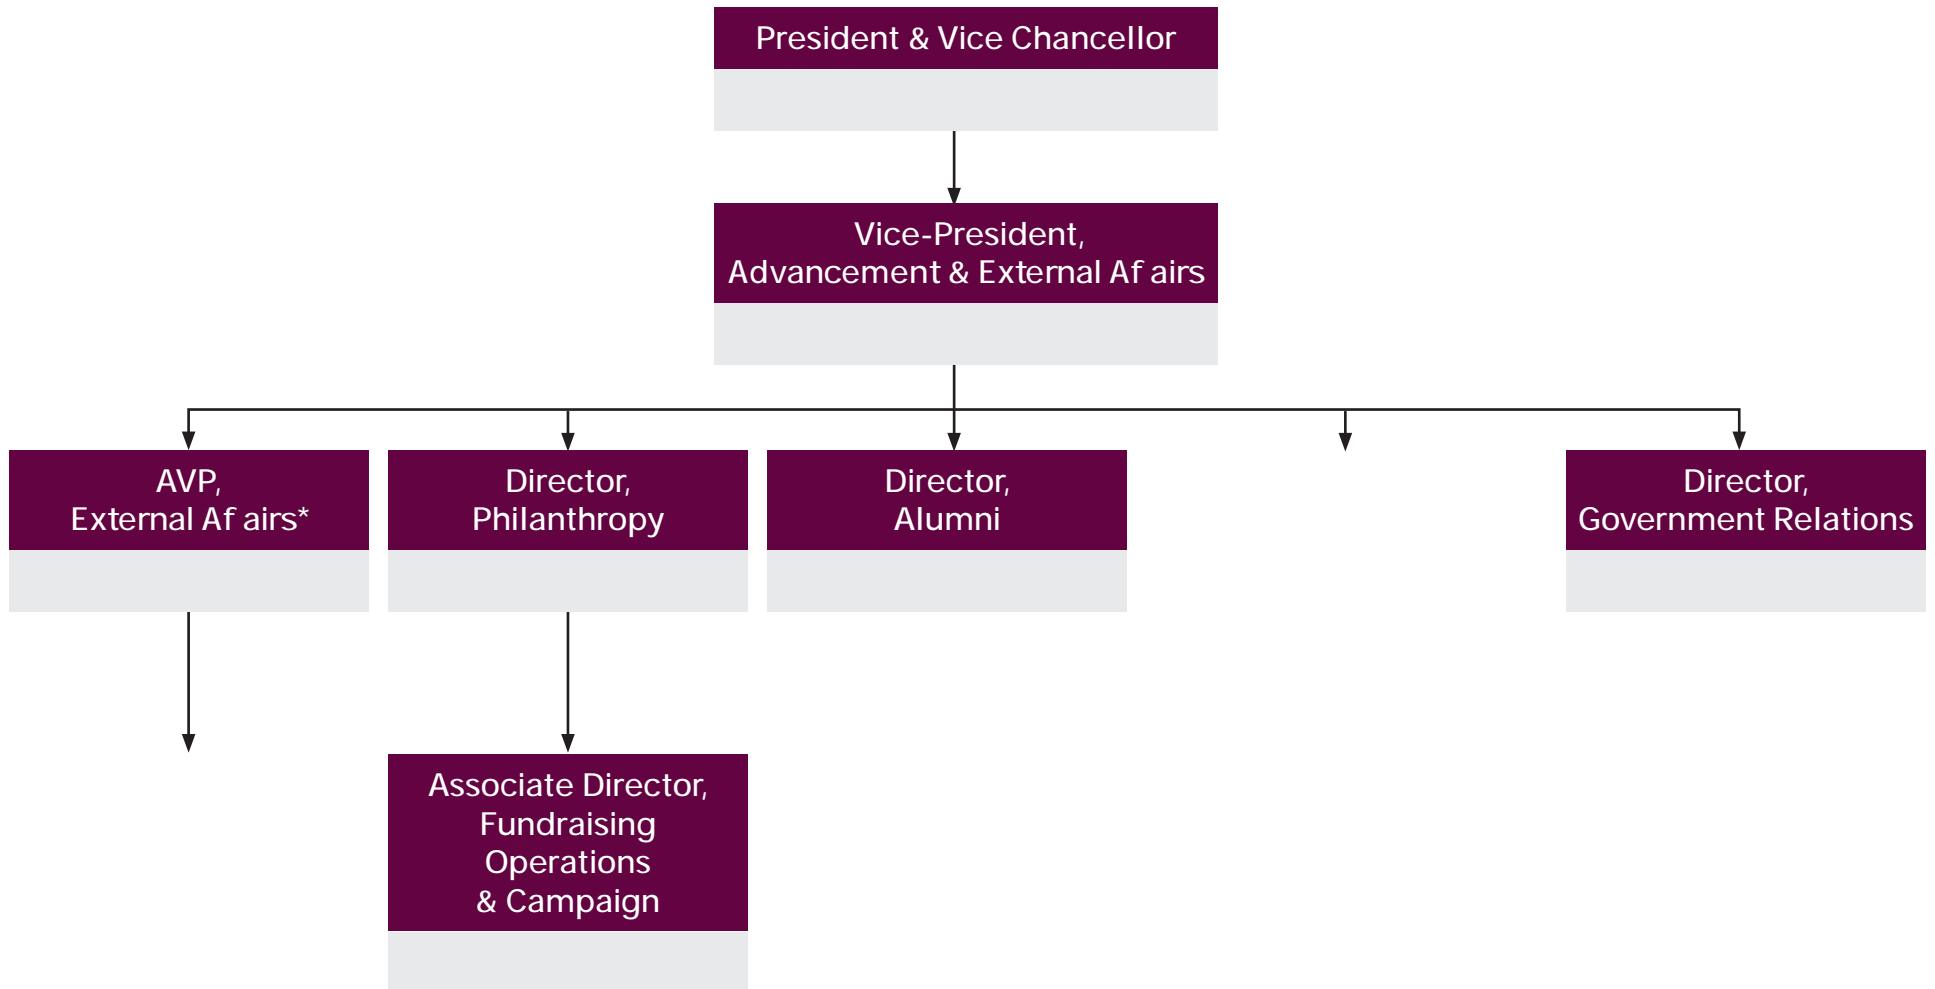 President & Vice Chancellor
Vice-President,
Advancement & External Af airs
AVP,
External Af airs*
Director,
Philanthropy
Director,
Alumni
Director,
Government Relations
Associate Director,
Fundraising
Operations
& Campaign